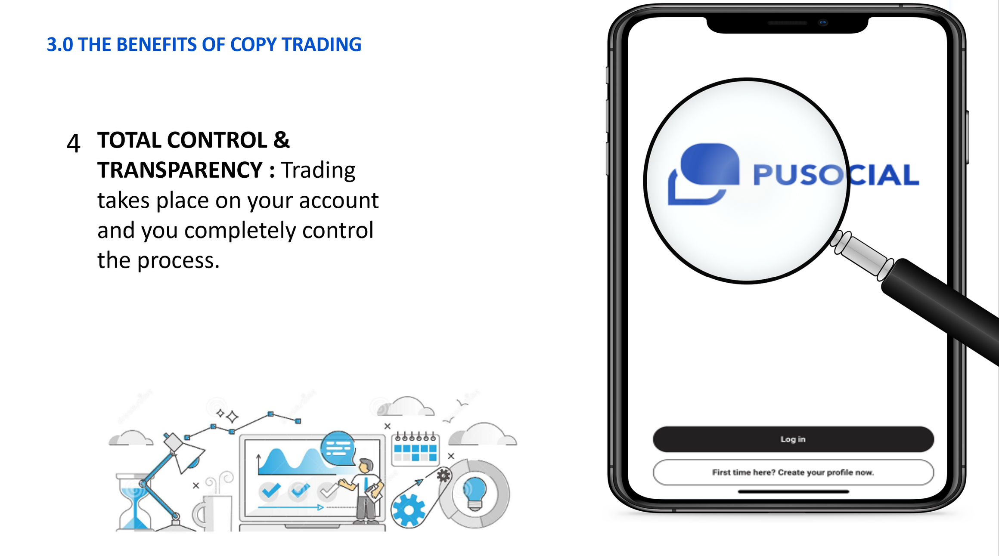 3.0 THE BENEFITS OF COPY TRADING
4 TOTAL CONTROL &
TRANSPARENCY : Trading
takes place on your account
and you completely control
the process.
PUSOCIAL
Log in
First time here? Create your profile now.